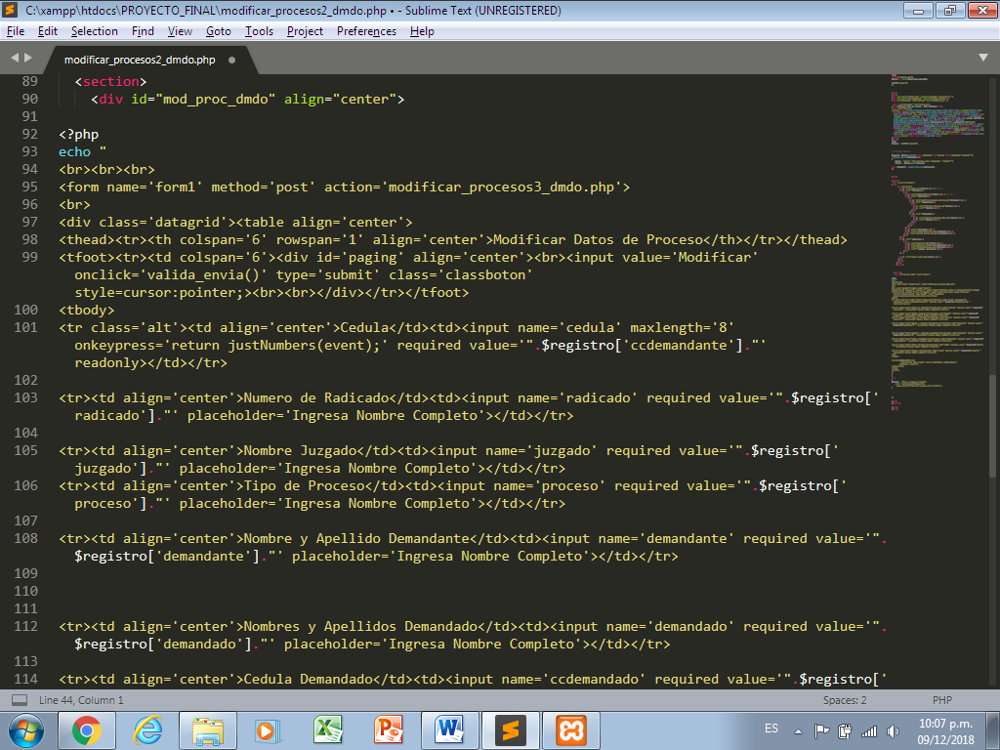 C:\xampp\htdocs\PROYECTO_FINAL\modificar_procesos2_dmdo.php • - Sublime Text (UNREGISTERED)
File Edit Selection Find View Goto Tools Project Preferences Help
modificar_procesos2_dmdo.php
89 <section>
90 <div id="mod_proc_dmdo" align="center">
91
92 <?php
93 echo "
94 <br><br><br>
95 <form name='form1' method='post' action='modificar_procesos3_dmdo.php'>
96 <br>
97 <div class='datagrid'><table align='center'>
98 <thead><tr><th colspan='6' rowspan='1' align='center'>Modificar Datos de Proceso</th></tr></thead>
99 <tfoot><tr><td colspan='6'><div id='paging' align='center'><br><input value='Modificar'
onclick='valida_envia()' type='submit' class='classboton'
style=cursor:pointer;><br><br></div></tr></tfoot>
100 <tbody>
101 <tr class='alt'><td align='center'>Cedula</td><td><input name='cedula' maxlength='8'
onkeypress='return justNumbers(event);' required value='".$registro['ccdemandante']."'
readonly></td></tr>
102
103 <tr><td align='center'>Numero de Radicado</td><td><input name='radicado' required value='".$registro['
radicado']."' placeholder='Ingresa Nombre Completo'></td></tr>
104
105 <tr><td align='center'>Nombre Juzgado</td><td><input name='juzgado' required value='".$registro['
juzgado']."' placeholder='Ingresa Nombre Completo'></td></tr>
106 <tr><td align='center'>Tipo de Proceso</td><td><input name='proceso' required value='".$registro['
proceso']."' placeholder='Ingresa Nombre Completo'></td></tr>
107
108 <tr><td align='center'>Nombre y Apellido Demandante</td><td><input name='demandante' required value='".
$registro['demandante']."' placeholder='Ingresa Nombre Completo'></td></tr>
109
110
111
112 <tr><td align='center'>Nombres y Apellidos Demandado</td><td><input name='demandado' required value='".
$registro['demandado']."' placeholder='Ingresa Nombre Completo'></td></tr>
113
114 <tr><td align='center'>Cedula Demandado</td><td><input name='ccdemandado' required value='".$registro['
Line 44, Column 1 Spaces: 2 PHP
ES 10:07 p.m.
09/12/2018